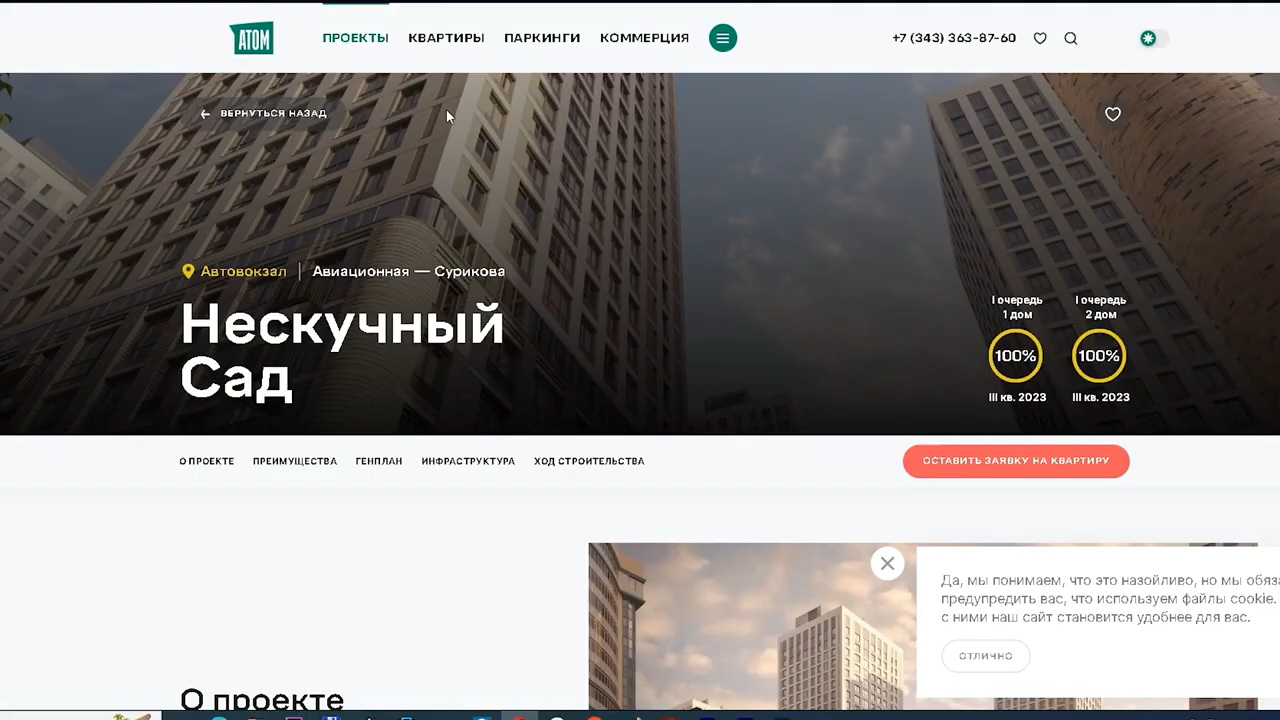 АТОМ
ПРОЕКТЫ КВАРТИРЫ ПАРКИНГИ КОММЕРЦИЯ
+7 (343) 363-87-60
ВЕРНУТЬСЯ НАЗАД
Автовокзал | Авиационная — Сурикова
Нескучный
Сад
I очередь
1 дом
100%
III кв. 2023
I очередь
2 дом
100%
III кв. 2023
О ПРОЕКТЕ ПРЕИМУЩЕСТВА ГЕНПЛАН ИНФРАСТРУКТУРА ХОД СТРОИТЕЛЬСТВА
ОСТАВИТЬ ЗАЯВКУ НА КВАРТИРУ
О проекте
Да, мы понимаем, что это назойливо, но мы обяз
предупредить вас, что используем файлы cookie.
с ними наш сайт становится удобнее для вас.
ОТЛИЧНО